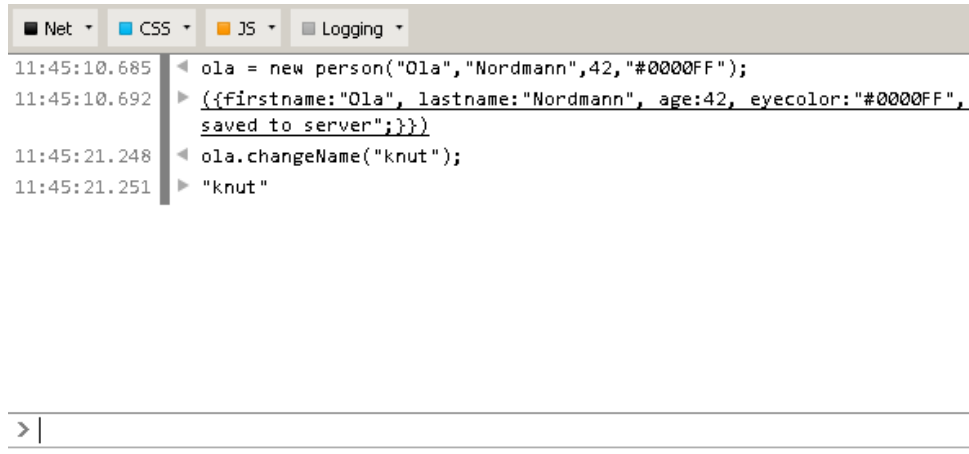 Net CSS JS Logging
11:45:10.685 ola = new person("Ola","Nordmann",42,"#0000FF");
11:45:10.692 ({firstname:"Ola", lastname:"Nordmann", age:42, eyecolor:"#0000FF",
saved to server";}})
11:45:21.248 ola.changeName("knut");
11:45:21.251 "knut"
>